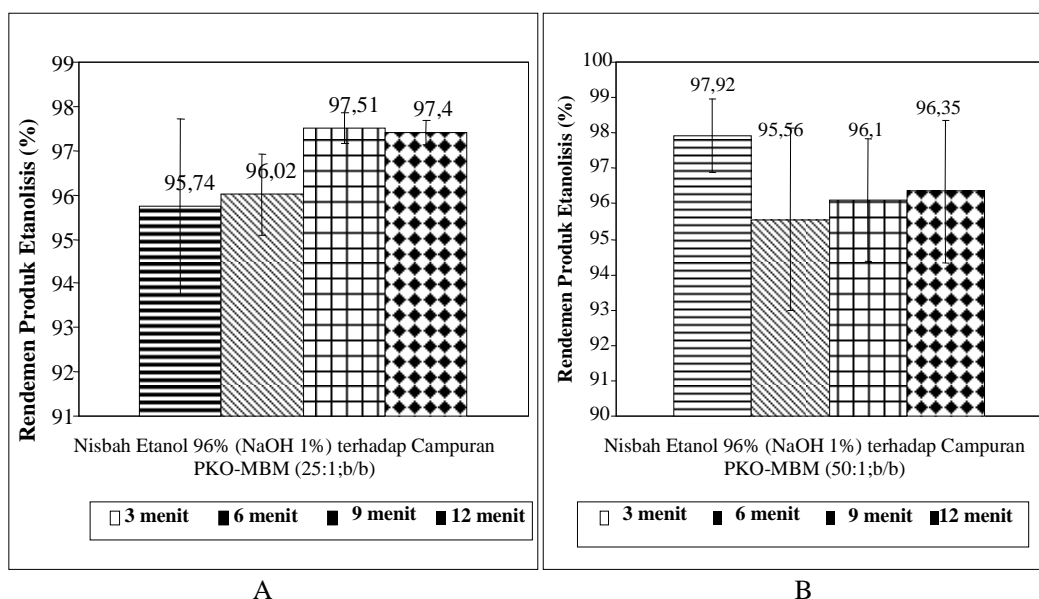 Rendemen Produk Etanolisis (%)
99
98
97
96
95
94
93
92
91
95,74
96,02
97,51
97,4
Nisbah Etanol 96% (NaOH 1%) terhadap Campuran
PKO-MBM (25:1;b/b)
3 menit 6 menit 9 menit 12 menit
A
Rendemen Produk Etanolisis (%)
100
99
98
97
96
95
94
93
92
91
90
97,92
95,56
96,1
96,35
Nisbah Etanol 96% (NaOH 1%) terhadap Campuran
PKO-MBM (50:1;b/b)
3 menit 6 menit 9 menit 12 menit
B